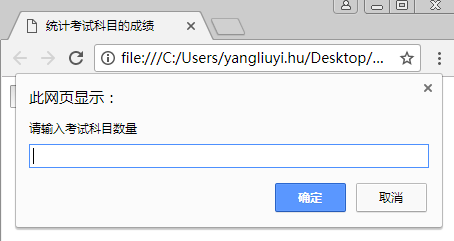 统计考试科目的成绩
file:///C:/Users/yangliuyi.hu/Desktop/...
此网页显示：
请输入考试科目数量
确定
取消